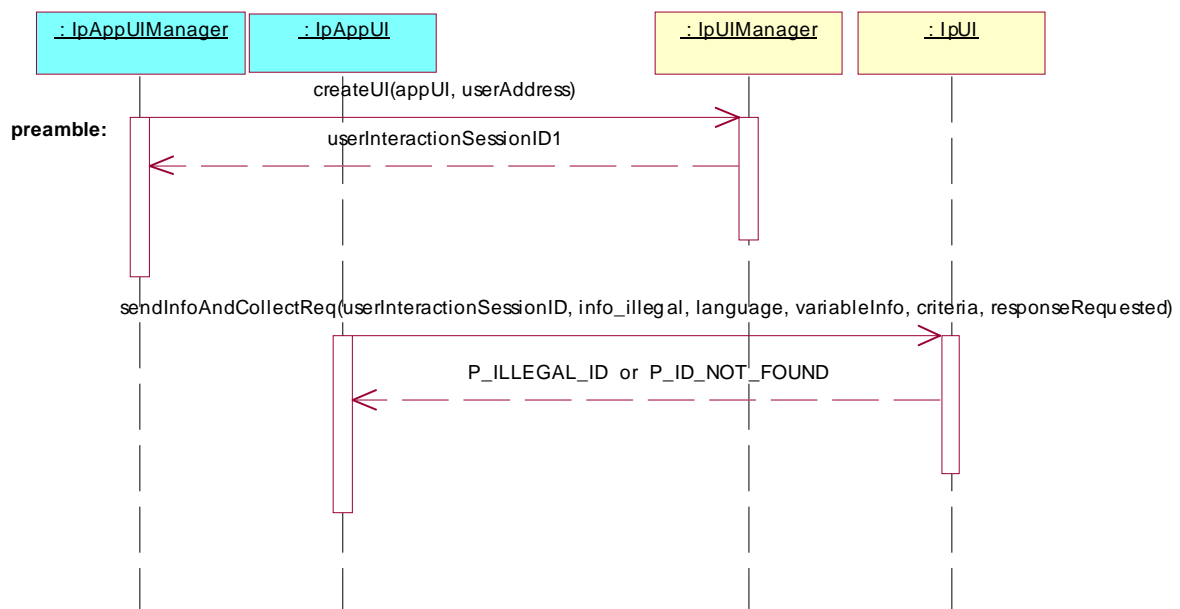 : IpAppUIManager
: IpAppUI
: IpUIManager
: IpUI
createUI(appUI, userAddress)
preamble:
userInteractionSessionID1
sendInfoAndCollectReq(userInteractionSessionID, info_illegal, language, variableInfo, criteria, responseRequested)
P_ILLEGAL_ID or P_ID_NOT_FOUND